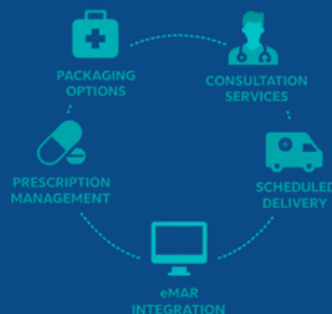 PACKAGING
OPTIONS
CONSULTATION
SERVICES
PRESCRIPTION
MANAGEMENT
SCHEDULED
DELIVERY
eMAR
INTEGRATION